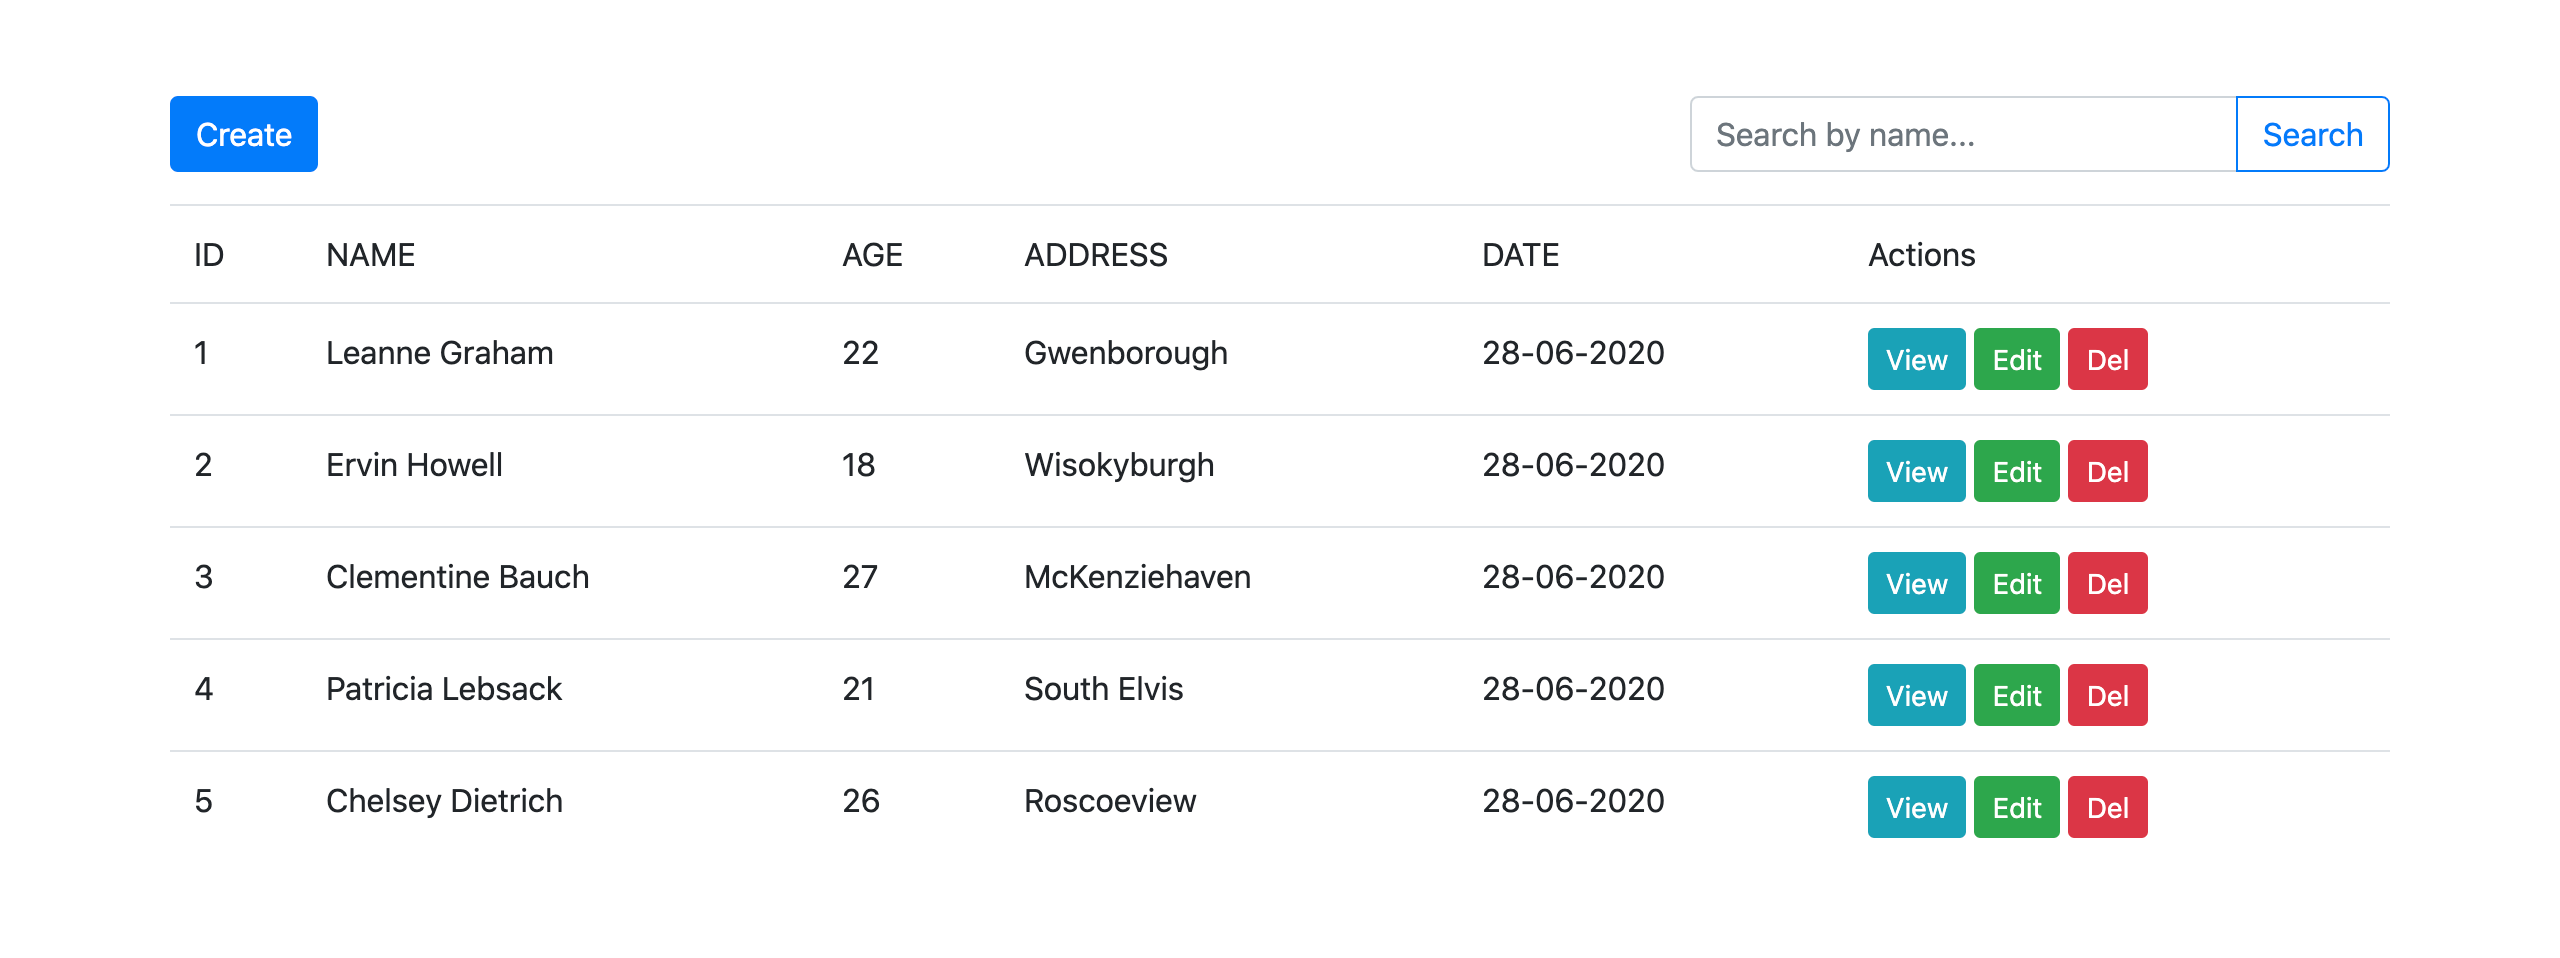 Create Search by name... Search
ID NAME AGE ADDRESS DATE Actions
1 Leanne Graham 22 Gwenborough 28-06-2020 View Edit Del
2 Ervin Howell 18 Wisokyburgh 28-06-2020 View Edit Del
3 Clementine Bauch 27 McKenziehaven 28-06-2020 View Edit Del
4 Patricia Lebsack 21 South Elvis 28-06-2020 View Edit Del
5 Chelsey Dietrich 26 Roscoeview 28-06-2020 View Edit Del